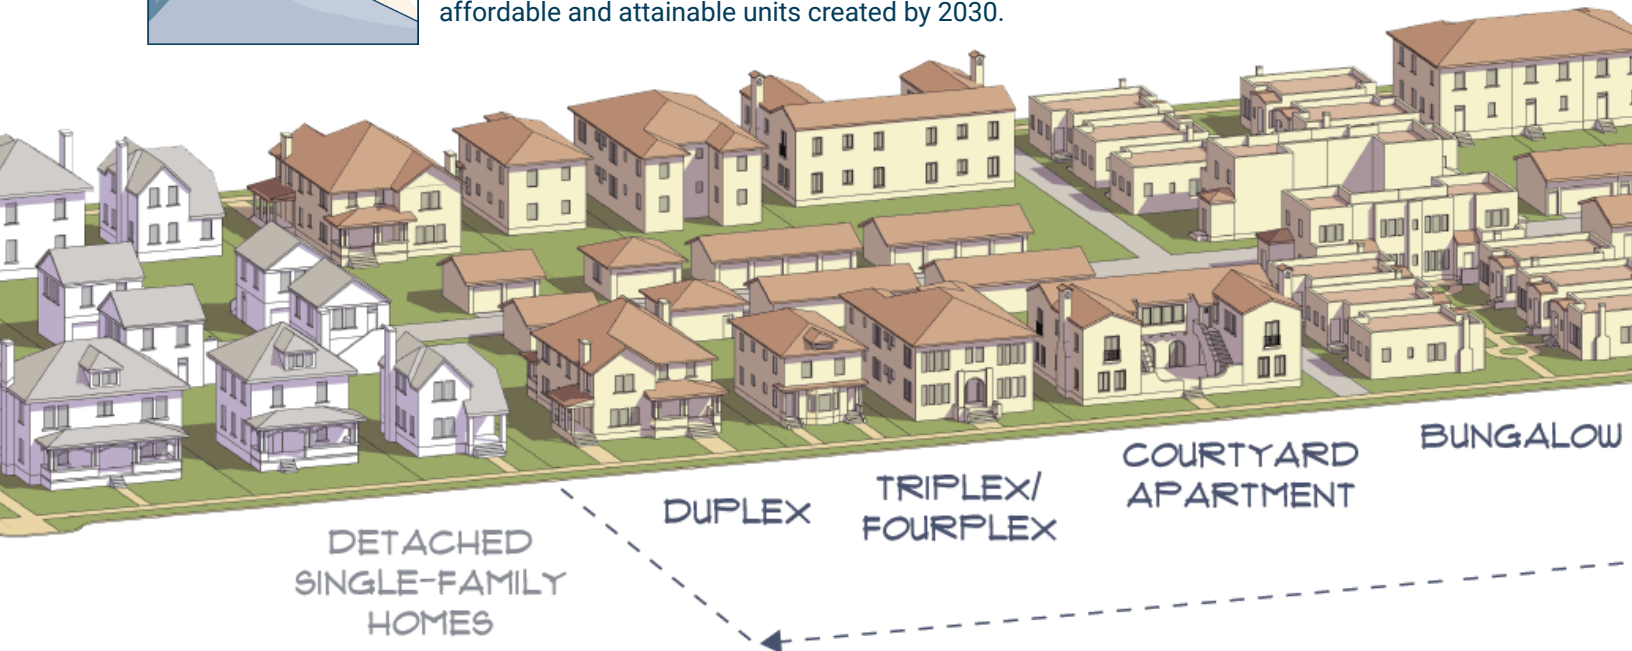 affordable and attainable units created by 2030.
DETACHED
SINGLE-FAMILY
HOMES
DUPLEX
TRIPLEX/
FOURPLEX
COURTYARD
APARTMENT
BUNGALOW